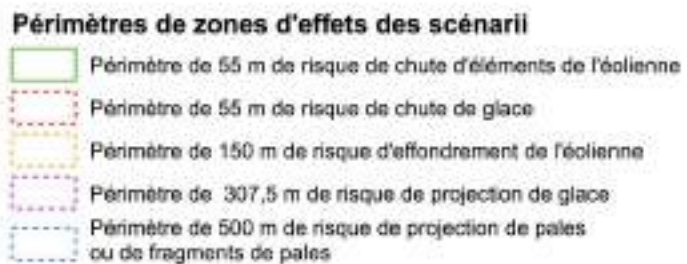 Périmètres de zones d'effets des scénarii
Périmètre de 55 m de risque de chute d'éléments de l'éolienne
Périmètre de 55 m de risque de chute de glace
Périmètre de 150 m de risque d'effondrement de l'éolienne
Périmètre de 307,5 m de risque de projection de glace
Périmètre de 500 m de risque de projection de pales
ou de fragments de pales